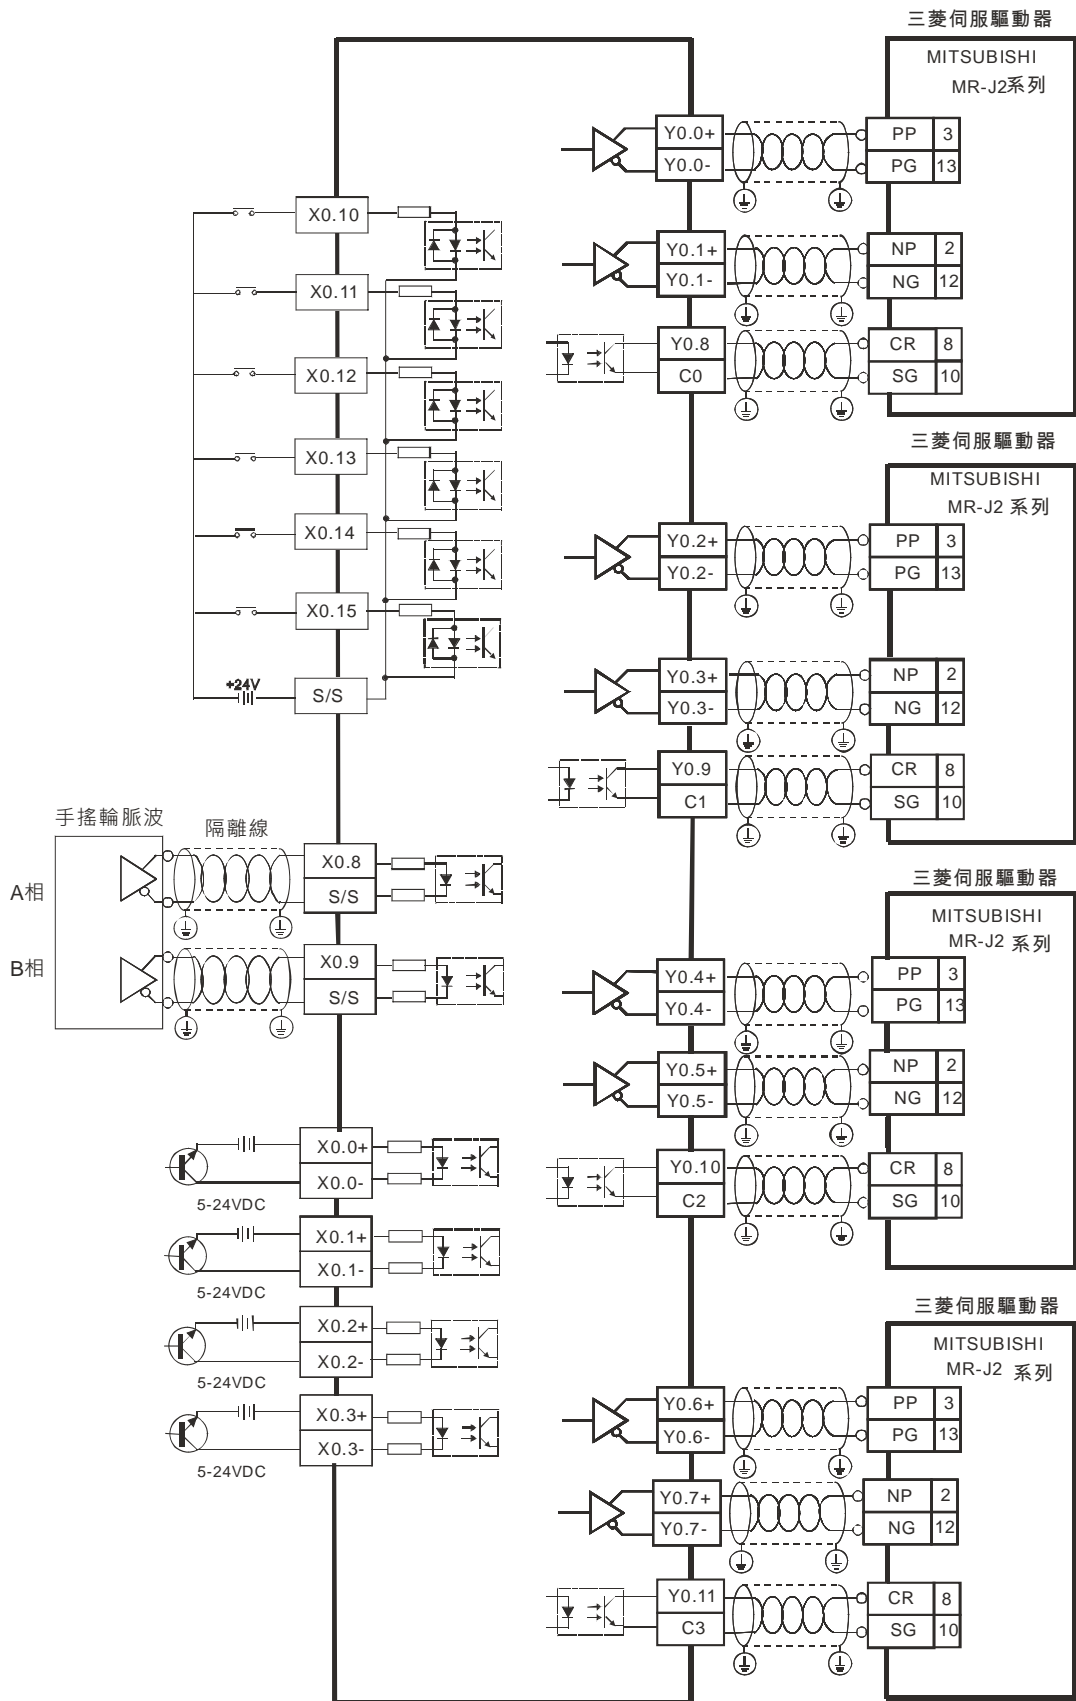 三菱伺服驅動器
MITSUBISHI
MR-J2系列
Y0.0+
Y0.0-
PP 3
PG 13
Y0.1+
Y0.1-
NP 2
NG 12
Y0.8
C0
CR 8
SG 10
X0.10
X0.11
X0.12
X0.13
X0.14
X0.15
+24V
S/S
三菱伺服驅動器
MITSUBISHI
MR-J2 系列
Y0.2+
Y0.2-
PP 3
PG 13
Y0.3+
Y0.3-
NP 2
NG 12
Y0.9
C1
CR 8
SG 10
手搖輪脈波
隔離線
A相
X0.8
S/S
B相
X0.9
S/S
三菱伺服驅動器
MITSUBISHI
MR-J2 系列
Y0.4+
Y0.4-
PP 3
PG 13
Y0.5+
Y0.5-
NP 2
NG 12
Y0.10
C2
CR 8
SG 10
X0.0+
X0.0-
5-24VDC
X0.1+
X0.1-
5-24VDC
X0.2+
X0.2-
5-24VDC
X0.3+
X0.3-
5-24VDC
三菱伺服驅動器
MITSUBISHI
MR-J2 系列
Y0.6+
Y0.6-
PP 3
PG 13
Y0.7+
Y0.7-
NP 2
NG 12
Y0.11
C3
CR 8
SG 10